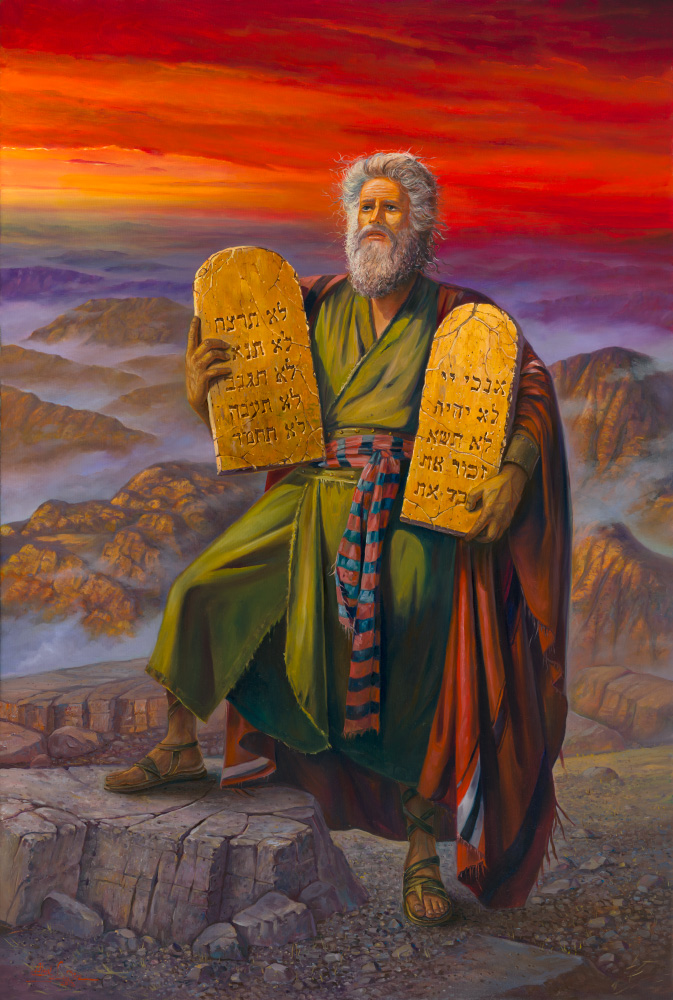 אנכי יי
לא יהיה
לא תשא
זכור את
כבד את
לא תרצח
לא תנאף
לא תגנב
לא תענה
לא תחמד